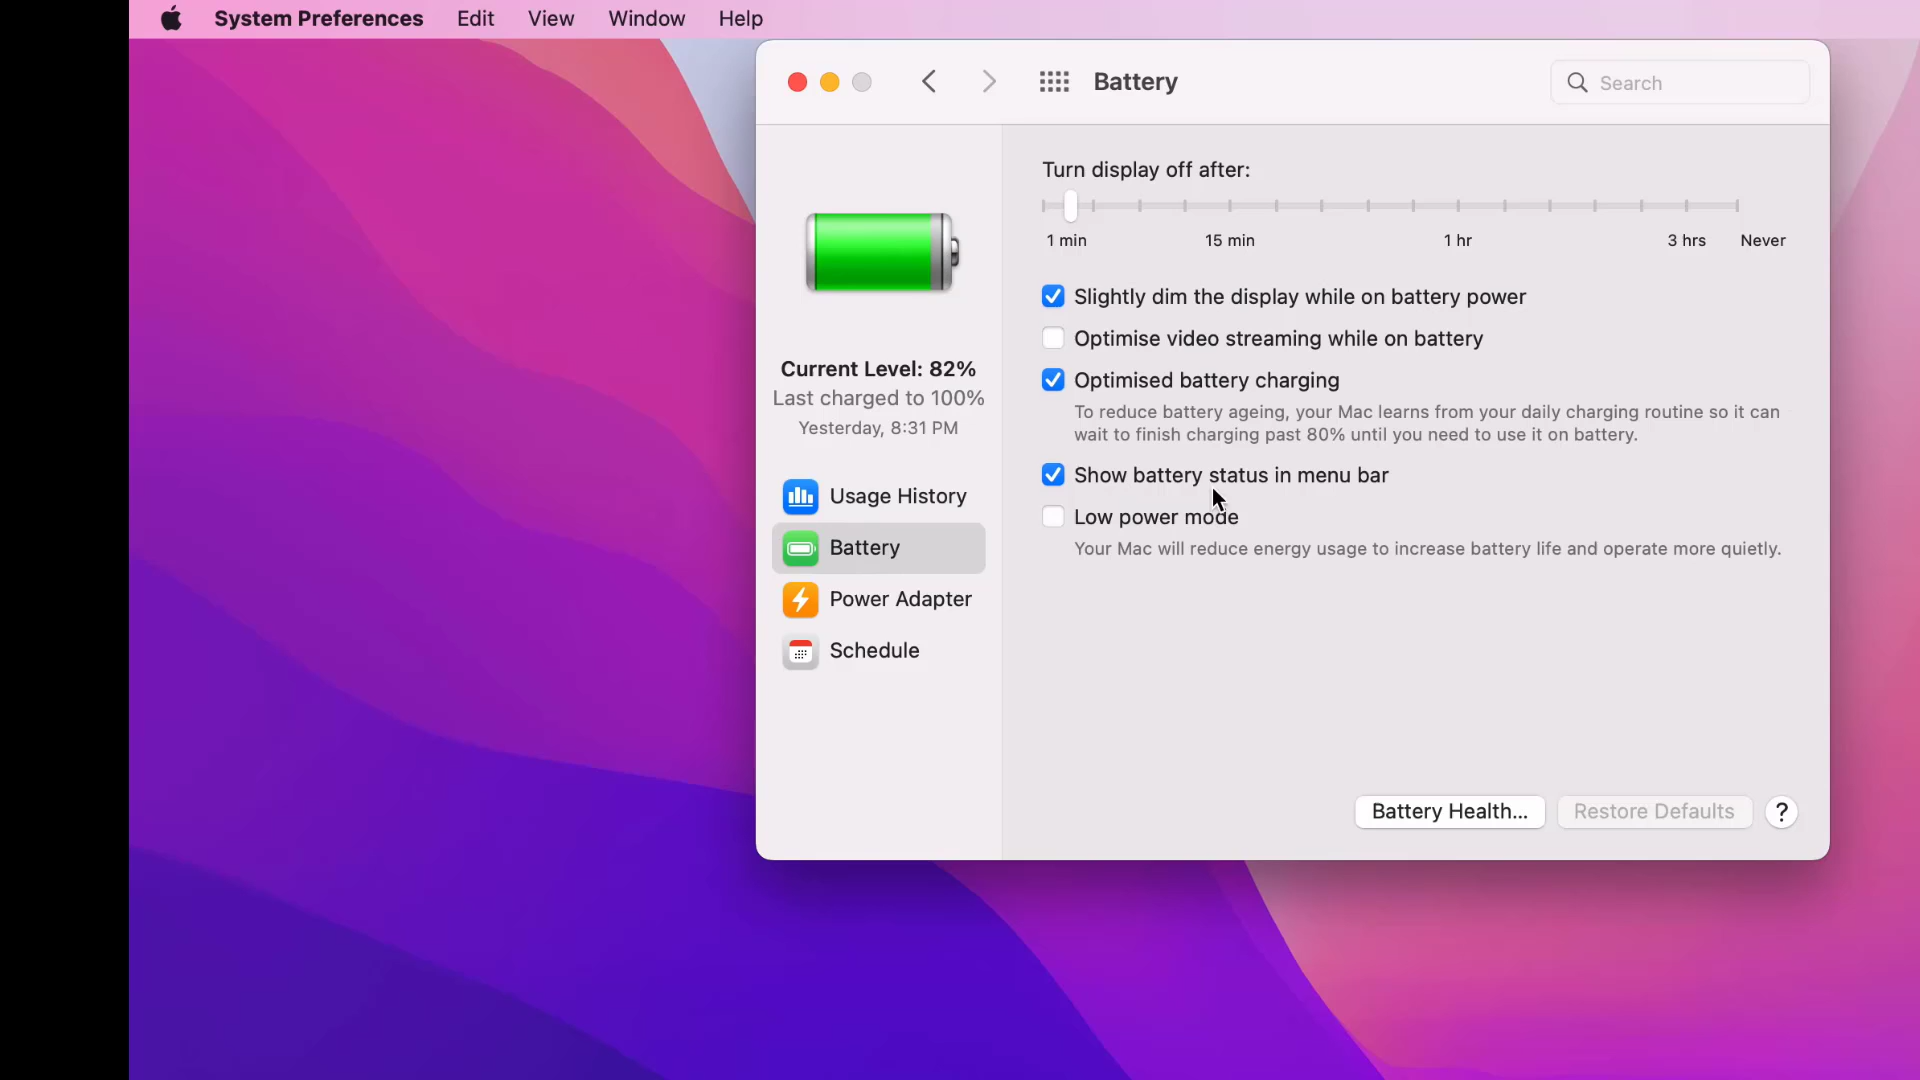 System Preferences Edit View Window Help
Battery
Search
Turn display off after:
1 min 15 min 1 hr 3 hrs Never
Slightly dim the display while on battery power
Optimise video streaming while on battery
Current Level: 82%
Last charged to 100%
Yesterday, 8:31 PM
Optimised battery charging
To reduce battery ageing, your Mac learns from your daily charging routine so it can
wait to finish charging past 80% until you need to use it on battery.
Show battery status in menu bar
Low power mode
Your Mac will reduce energy usage to increase battery life and operate more quietly.
Usage History
Battery
Power Adapter
Schedule
Battery Health...
Restore Defaults
?